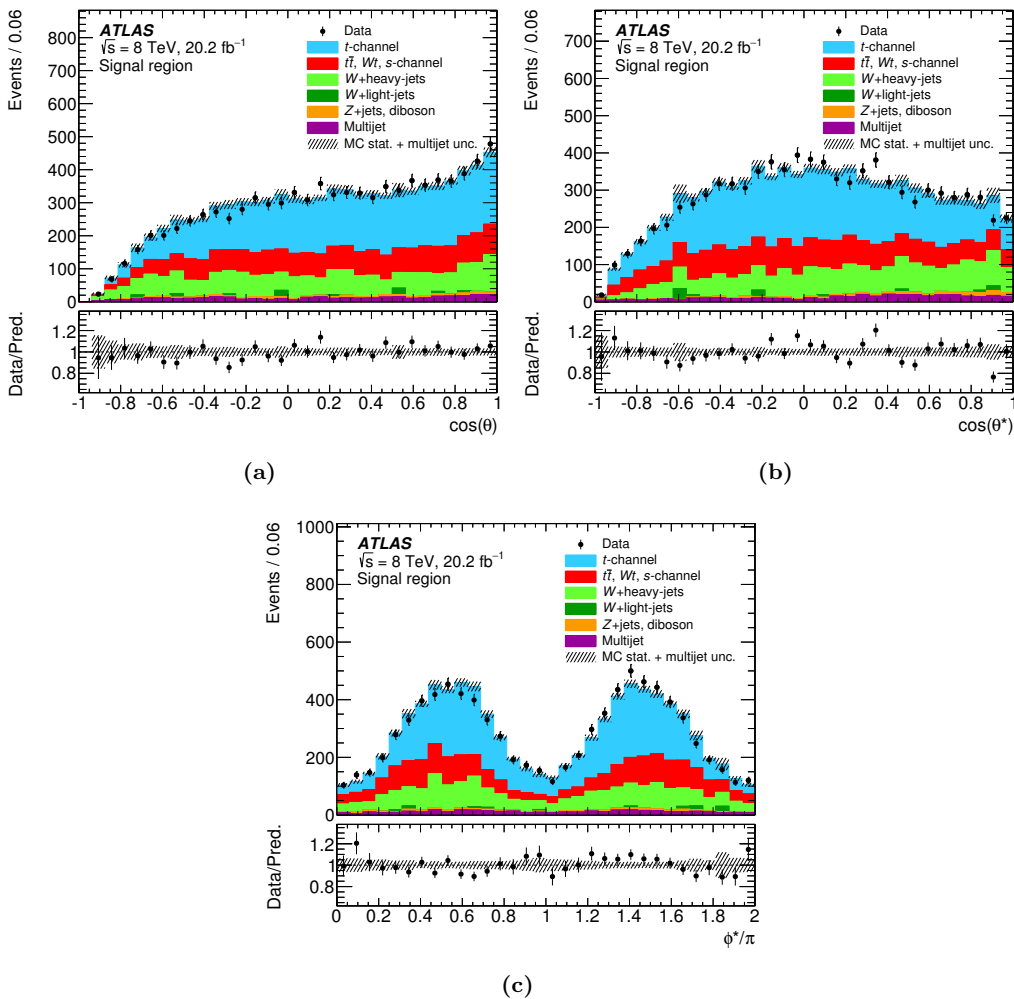 Events / 0.06
800
700
600
500
400
300
200
100
0
ATLAS
√s = 8 TeV, 20.2 fb⁻¹
Signal region
Data
t-channel
tt̄, Wt, s-channel
W+heavy-jets
W+light-jets
Z+jets, diboson
Multijet
MC stat. + multijet unc.
Data/Pred.
1.2
1
0.8
-1 -0.8 -0.6 -0.4 -0.2 0 0.2 0.4 0.6 0.8 1
cos(θ)
(a)
Events / 0.06
700
600
500
400
300
200
100
0
ATLAS
√s = 8 TeV, 20.2 fb⁻¹
Signal region
Data
t-channel
tt̄, Wt, s-channel
W+heavy-jets
W+light-jets
Z+jets, diboson
Multijet
MC stat. + multijet unc.
Data/Pred.
1.2
1
0.8
-1 -0.8 -0.6 -0.4 -0.2 0 0.2 0.4 0.6 0.8 1
cos(θ*)
(b)
Events / 0.06
1000
800
600
400
200
0
ATLAS
√s = 8 TeV, 20.2 fb⁻¹
Signal region
Data
t-channel
tt̄, Wt, s-channel
W+heavy-jets
W+light-jets
Z+jets, diboson
Multijet
MC stat. + multijet unc.
Data/Pred.
1.2
1
0.8
0 0.2 0.4 0.6 0.8 1 1.2 1.4 1.6 1.8 2
ϕ*/π
(c)